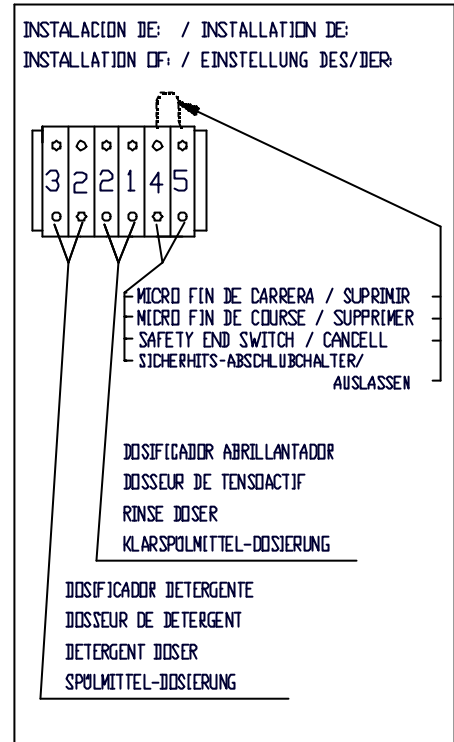 INSTALACION DE: / INSTALLATION DE:
INSTALLATION OF: / EINSTELLUNG DES/DER:
3 2 2 1 4 5
MICRO FIN DE CARRERA / SUPRIMIR
MICRO FIN DE COURSE / SUPPRIMER
SAFETY END SWITCH / CANCELL
SICHERHITS-ABSCHLUBCHALTER/
AUSLASSEN
DOSIFICADOR ABRILLANTADOR
DOSSEUR DE TENSOACTIF
RINSE DOSER
KLARSPÜLMITTEL-DOSIERUNG
DOSIFICADOR DETERGENTE
DOSSEUR DE DETERGENT
DETERGENT DOSER
SPÜLMITTEL-DOSIERUNG